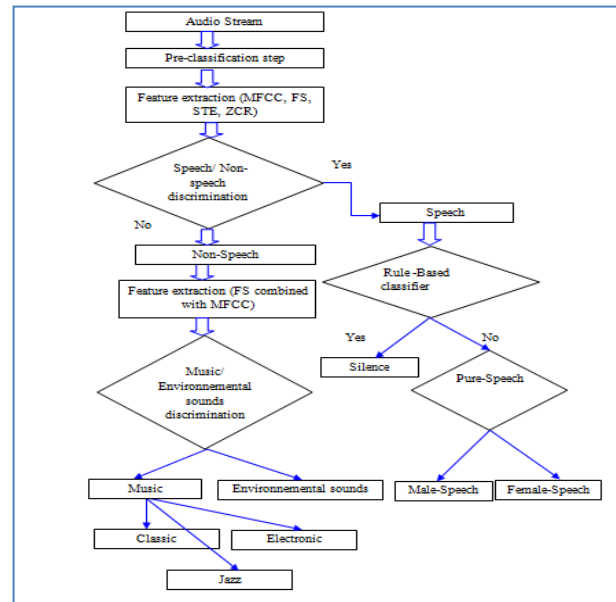 Audio Stream
Pre-classification step
Feature extraction (MFCC, FS,
STE, ZCR)
Speech/ Non-
speech
discrimination
Yes
No
Speech
Non-Speech
Rule -Based
classifier
Feature extraction (FS combined
with MFCC)
Yes
No
Music/
Environnemental
sounds
discrimination
Silence
Pure-Speech
Music
Environnemental sounds
Male-Speech
Female-Speech
Classic
Electronic
Jazz